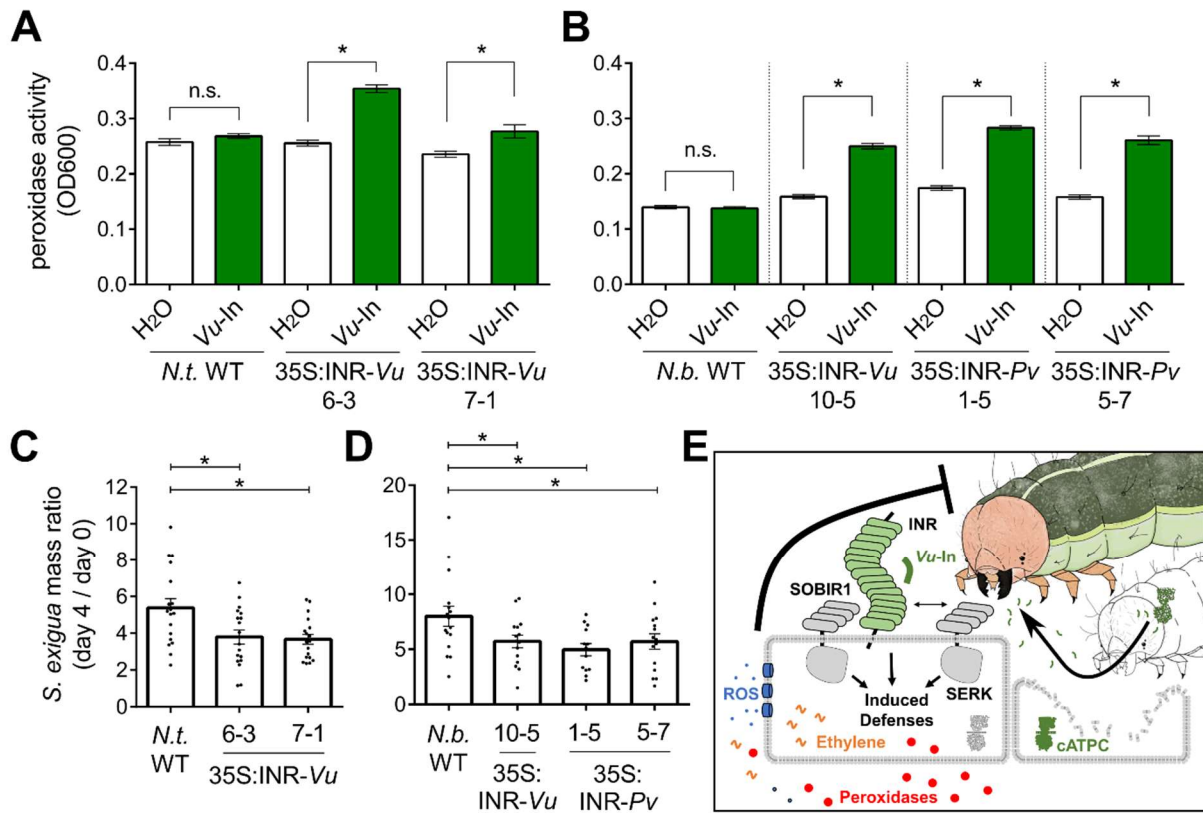 A
peroxidase activity
(OD600)
0.4
0.3
0.2
0.1
0.0
n.s.
*
*
H2O
Vu-In
H2O
Vu-In
H2O
Vu-In
N.t. WT
35S:INR-Vu
6-3
35S:INR-Vu
7-1
B
0.4
0.3
0.2
0.1
0.0
n.s.
*
*
*
H2O
Vu-In
H2O
Vu-In
H2O
Vu-In
H2O
Vu-In
N.b. WT
35S:INR-Vu
10-5
35S:INR-Pv
1-5
35S:INR-Pv
5-7
C
S. exigua mass ratio
(day 4 / day 0)
12
10
8
6
4
2
0
*
*
N.t.
WT
6-3
7-1
35S:INR-Vu
D
20
15
10
5
0
*
*
*
N.b.
WT
10-5
1-5
5-7
35S:
INR-Vu
35S:
INR-Pv
E
INR
Vu-In
SOBIR1
SERK
ROS
Induced
Defenses
Ethylene
cATPC
Peroxidases